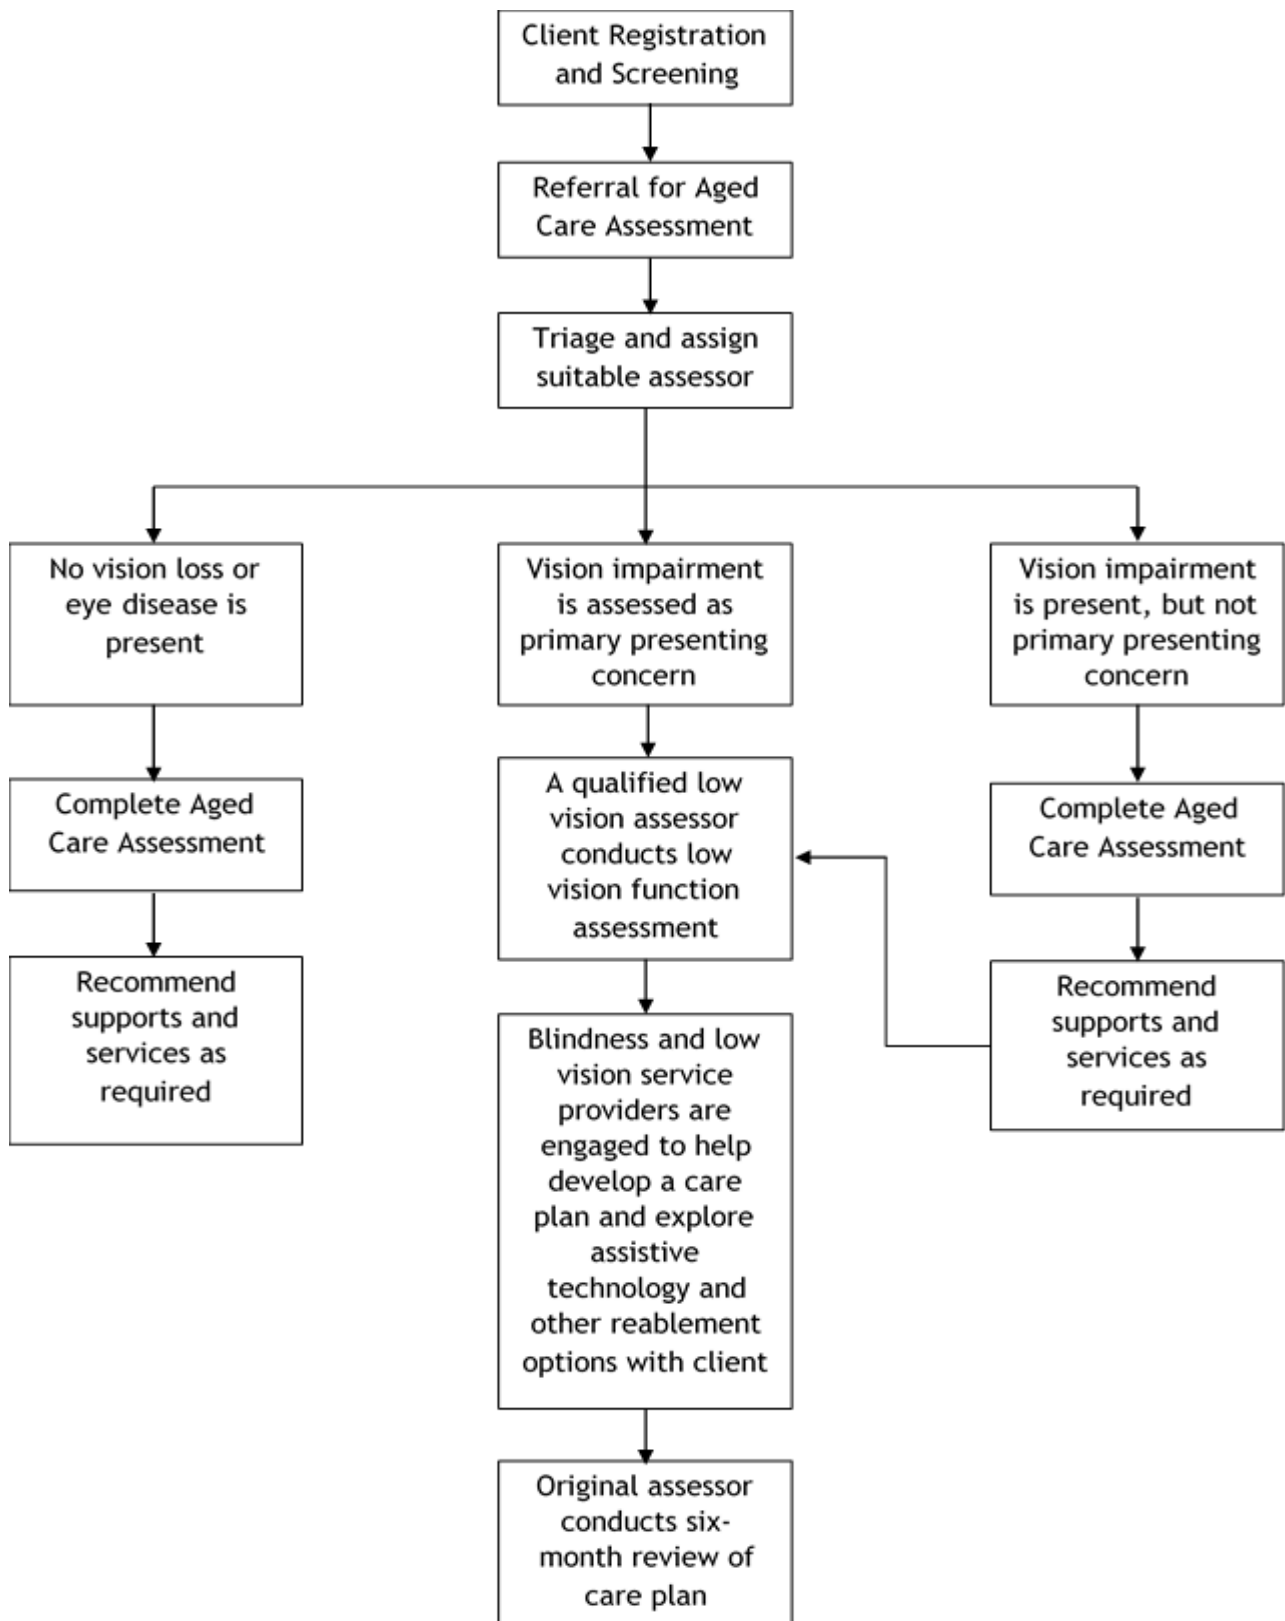 Client Registration
and Screening
Referral for Aged
Care Assessment
Triage and assign
suitable assessor
No vision loss or
eye disease is
present
Vision impairment
is assessed as
primary presenting
concern
Vision impairment
is present, but not
primary presenting
concern
Complete Aged
Care Assessment
A qualified low
vision assessor
conducts low
vision function
assessment
Complete Aged
Care Assessment
Recommend
supports and
services as
required
Blindness and low
vision service
providers are
engaged to help
develop a care
plan and explore
assistive
technology and
other reablement
options with client
Recommend
supports and
services as
required
Original assessor
conducts six-
month review of
care plan